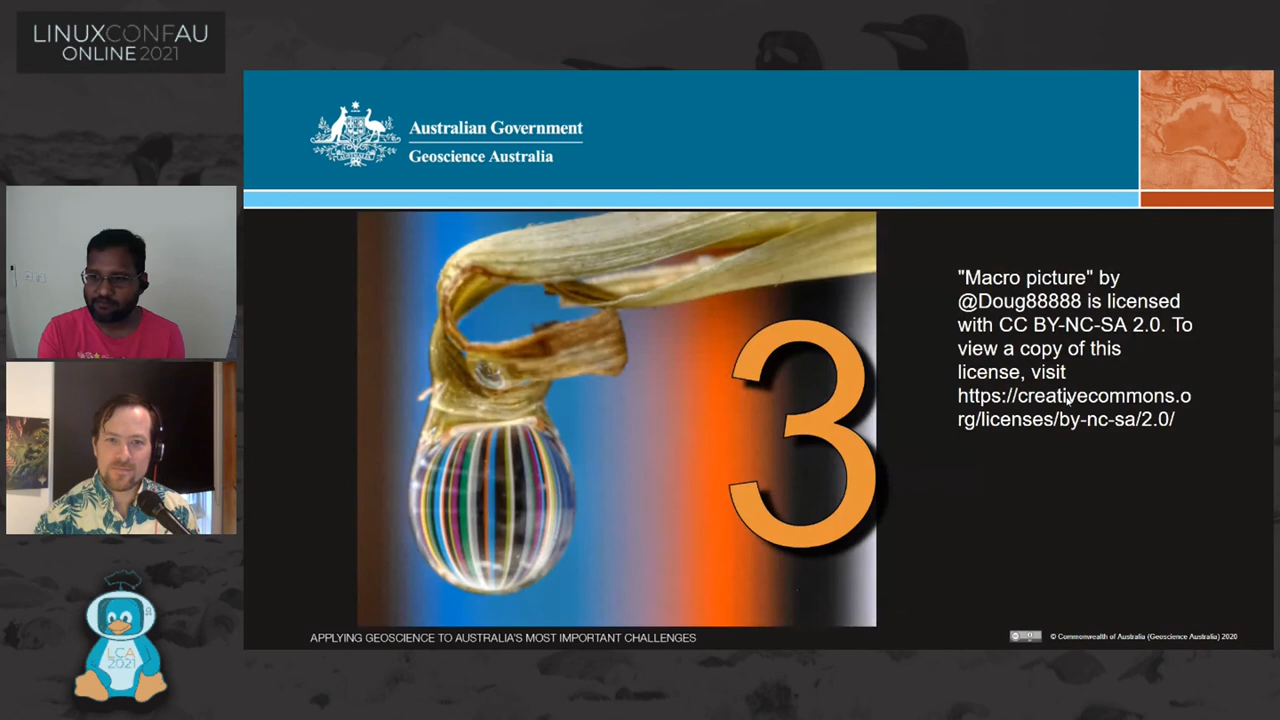 LINUXCONFAU
ONLINE 2021
Australian Government
Geoscience Australia
3
"Macro picture" by
@Doug88888 is licensed
with CC BY-NC-SA 2.0. To
view a copy of this
license, visit
https://creativecommons.o
rg/licenses/by-nc-sa/2.0/
LCA
2021
APPLYING GEOSCIENCE TO AUSTRALIA'S MOST IMPORTANT CHALLENGES
© Commonwealth of Australia (Geoscience Australia) 2020